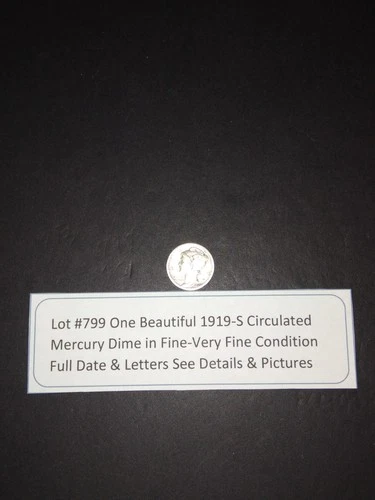 Lot #799 One Beautiful 1919-S Circulated
Mercury Dime in Fine-Very Fine Condition
Full Date & Letters See Details & Pictures